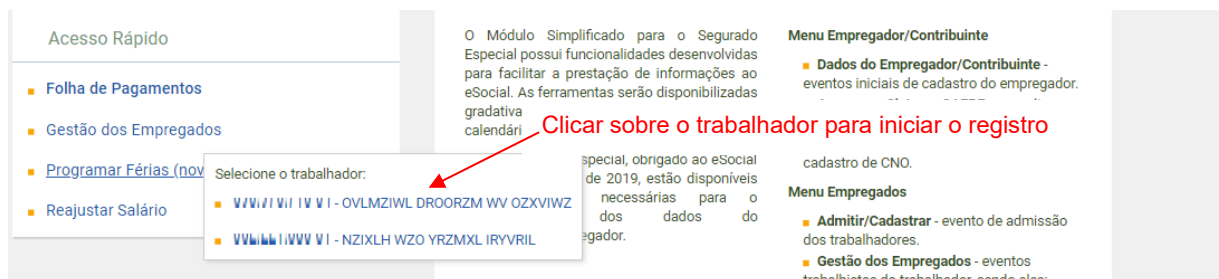 Acesso Rápido
Folha de Pagamentos
Gestão dos Empregados
Programar Férias (nov
Reajustar Salário
Selecione o trabalhador:
- OVLMZIWL DROORZM WV OZXVIWZ
- NZIXLH WZO YRZMXL IRYVRIL
Clicar sobre o trabalhador para iniciar o registro
O Módulo Simplificado para o Segurado
Especial possui funcionalidades desenvolvidas
para facilitar a prestação de informações ao
eSocial. As ferramentas serão disponibilizadas
gradativa
calendári
special, obrigado ao eSocial
de 2019, estão disponíveis
necessárias para o
dos dados do
egador.
Menu Empregador/Contribuinte
Dados do Empregador/Contribuinte -
eventos iniciais de cadastro do empregador.
cadastro de CNO.
Menu Empregados
Admitir/Cadastrar - evento de admissão
dos trabalhadores.
Gestão dos Empregados - eventos